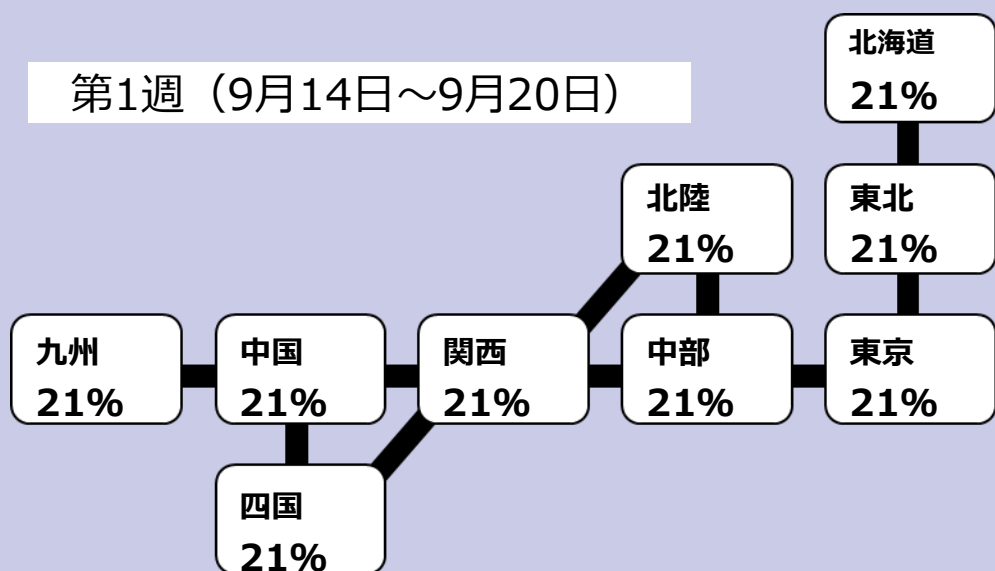 北海道
21%
第1週（9月14日～9月20日）
北陸
21%
東北
21%
九州
21%
中国
21%
関西
21%
中部
21%
東京
21%
四国
21%